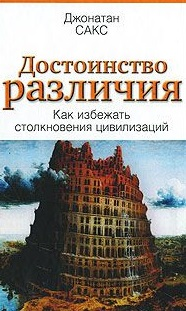 Джонатан
САКС
Достоинство
различия
Как избежать
столкновения цивилизаций